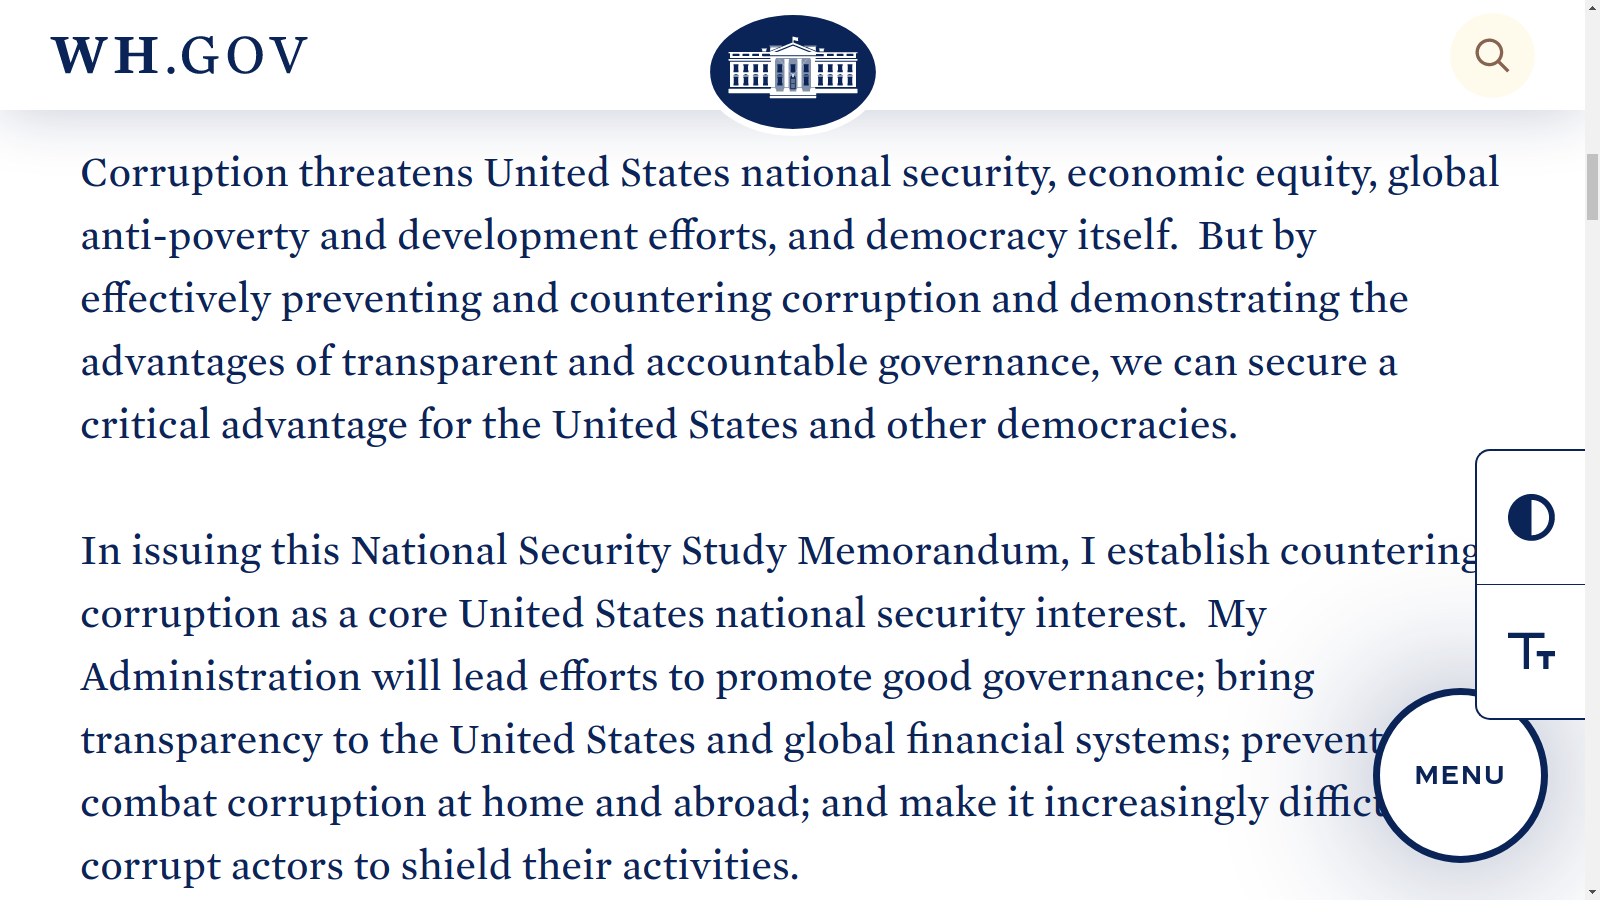 WH.GOV
Corruption threatens United States national security, economic equity, global
anti-poverty and development efforts, and democracy itself.  But by
effectively preventing and countering corruption and demonstrating the
advantages of transparent and accountable governance, we can secure a
critical advantage for the United States and other democracies.
In issuing this National Security Study Memorandum, I establish countering
corruption as a core United States national security interest.  My
Administration will lead efforts to promote good governance; bring
transparency to the United States and global financial systems; prevent
combat corruption at home and abroad; and make it increasingly
corrupt actors to shield their activities.
TT
MENU